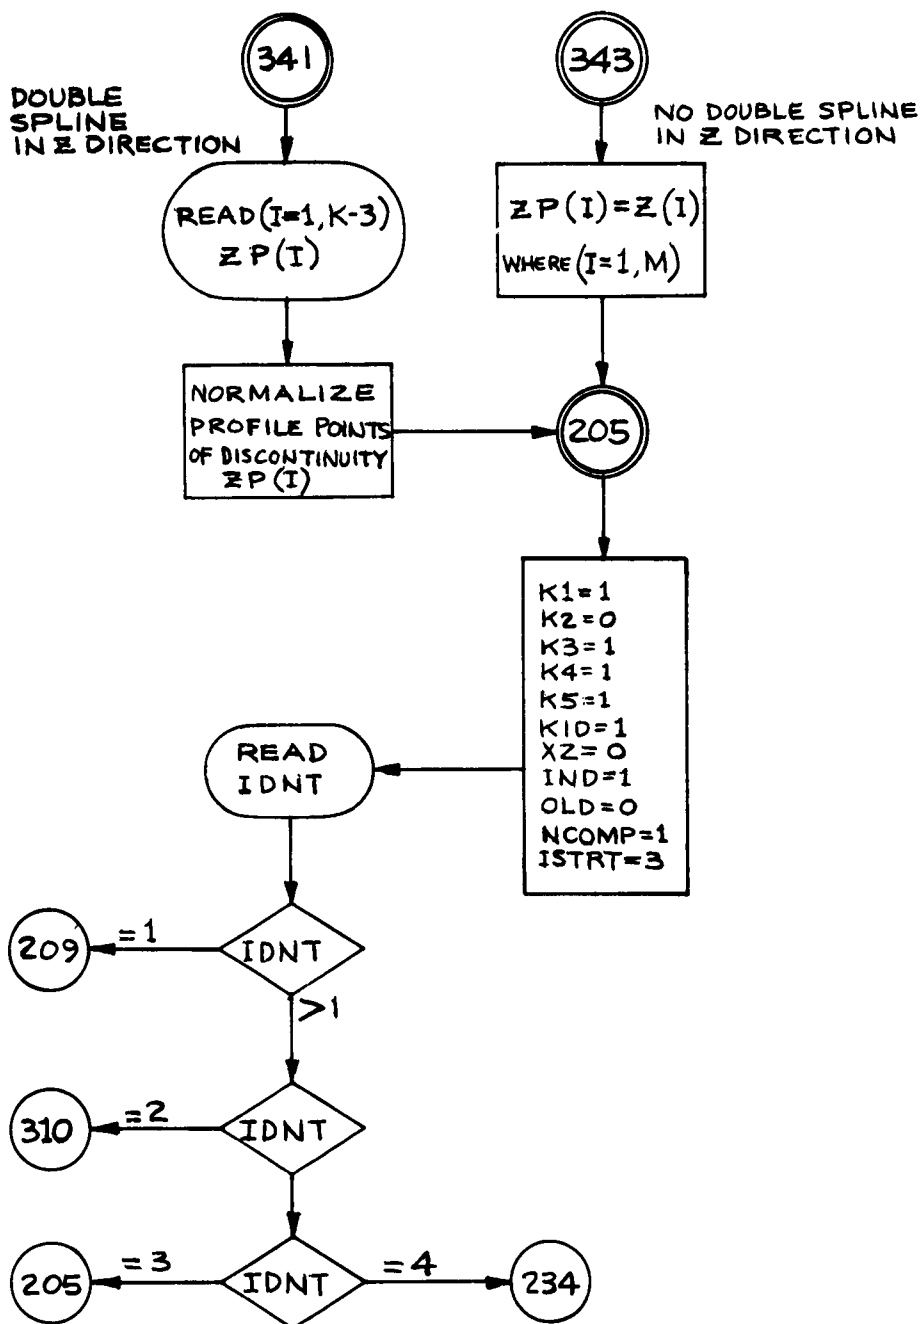 341
343
DOUBLE
SPLINE
IN Z DIRECTION
NO DOUBLE SPLINE
IN Z DIRECTION
READ(I=1,K-3)
ZP(I)
ZP(I)=Z(I)
WHERE(I=1,M)
NORMALIZE
PROFILE POINTS
OF DISCONTINUITY
ZP(I)
205
K1=1
K2=0
K3=1
K4=1
K5=1
KID=1
XZ=0
IND=1
OLD=0
NCOMP=1
ISTRT=3
READ
IDNT
209
=1
IDNT
>1
310
=2
IDNT
205
=3
IDNT
=4
234